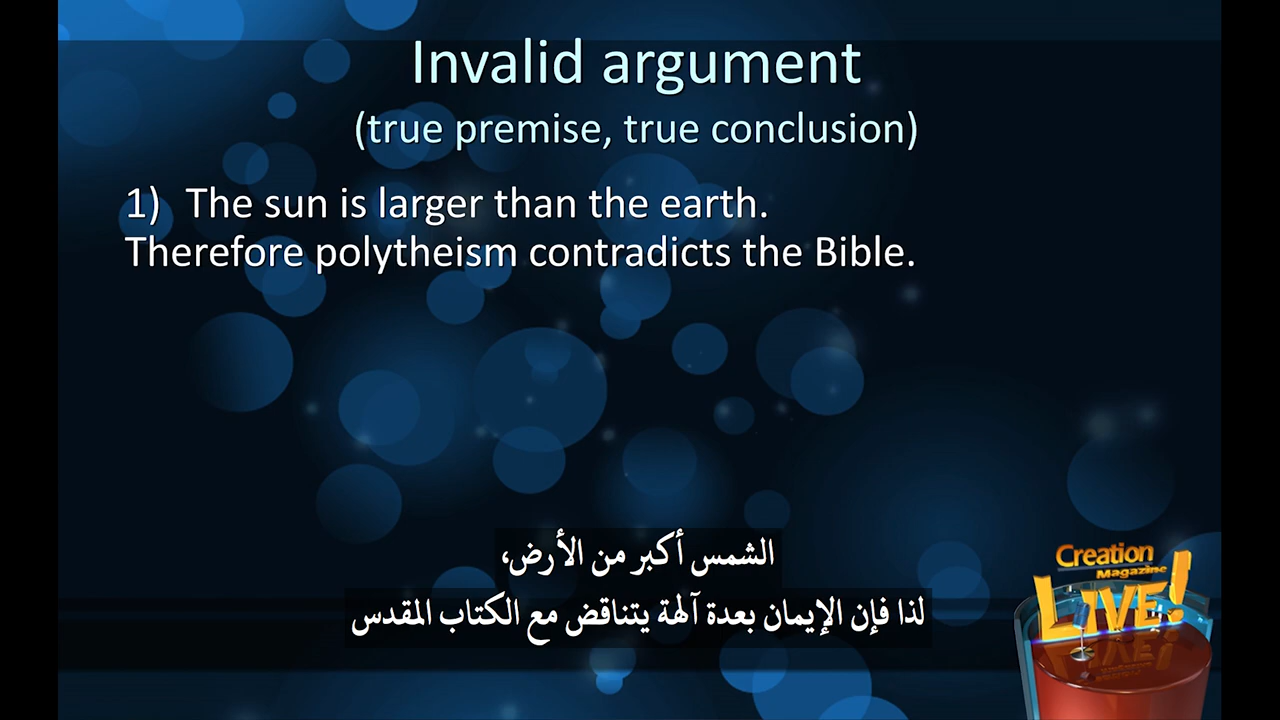 Invalid argument
(true premise, true conclusion)
1) The sun is larger than the earth.
Therefore polytheism contradicts the Bible.
الشمس أكبر من الأرض،
لذا فإن الإيمان بعدة آلهة يتناقض مع الكتاب المقدس
Creation
Magazine
LIVE!